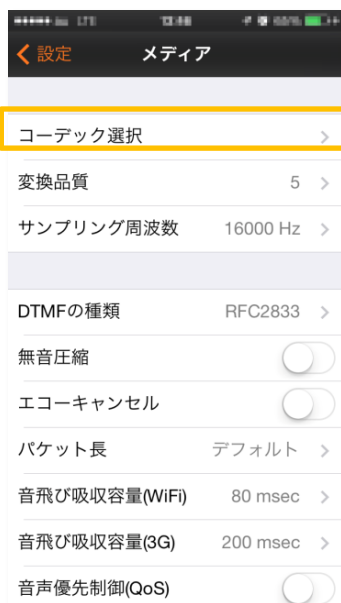 LTE
設定
メディア
コーデック選択
変換品質 5
サンプリング周波数 16000 Hz
DTMFの種類 RFC2833
無音圧縮
エコーキャンセル
パケット長 デフォルト
音飛び吸収容量(WiFi) 80 msec
音飛び吸収容量(3G) 200 msec
音声優先制御(QoS)